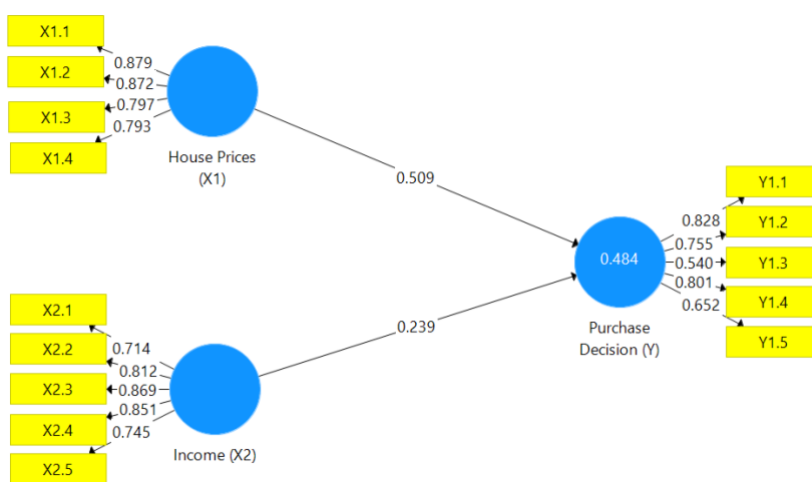 X1.1
0.879
X1.2
0.872
X1.3
0.797
0.793
X1.4
House Prices
(X1)
0.509
Y1.1
0.828
Y1.2
0.755
0.484
0.540
Y1.3
0.801
Y1.4
0.652
Y1.5
Purchase
Decision (Y)
0.239
X2.1
0.714
X2.2
0.812
X2.3
0.869
0.851
X2.4
0.745
X2.5
Income (X2)